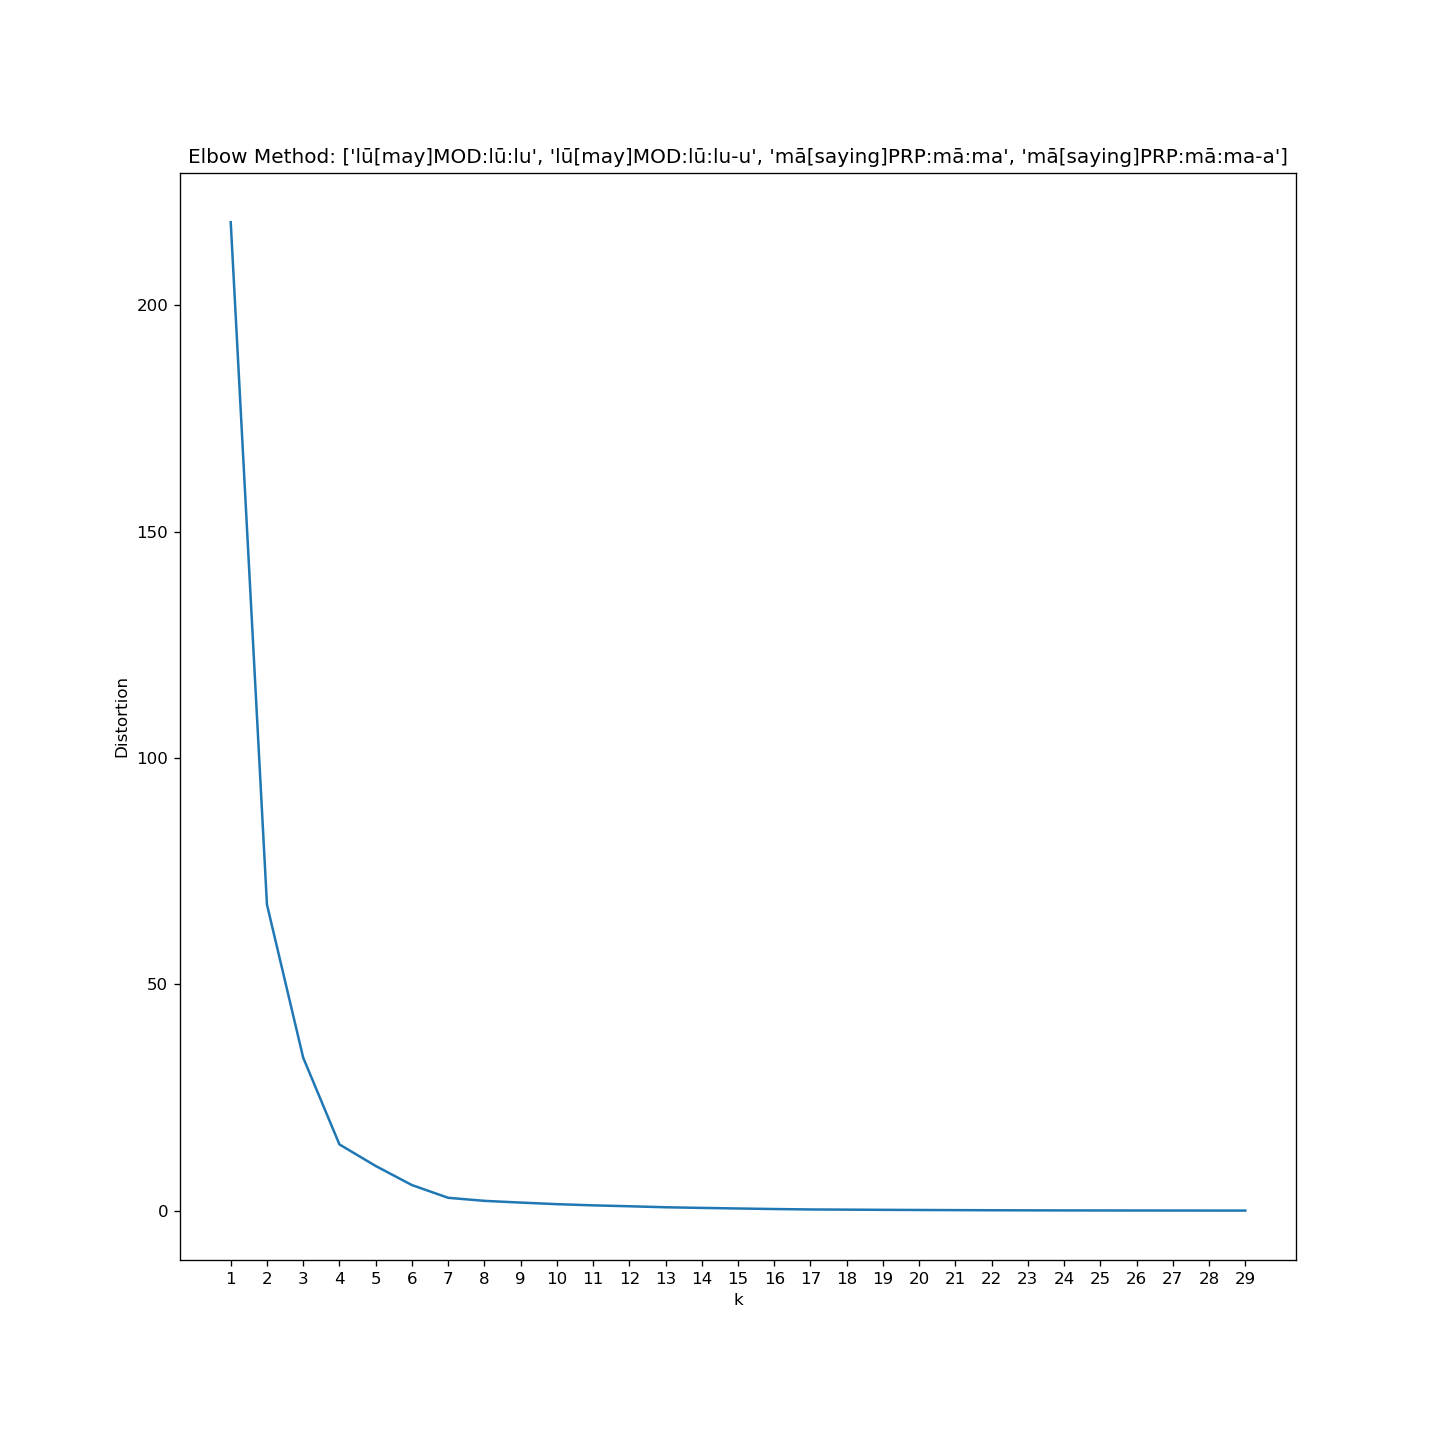 Elbow Method: ['lū[may]MOD:lū:lu', 'lū[may]MOD:lū:lu-u', 'mā[saying]PRP:mā:ma', 'mā[saying]PRP:mā:ma-a']
200
150
100
50
0
Distortion
1 2 3 4 5 6 7 8 9 10 11 12 13 14 15 16 17 18 19 20 21 22 23 24 25 26 27 28 29
k